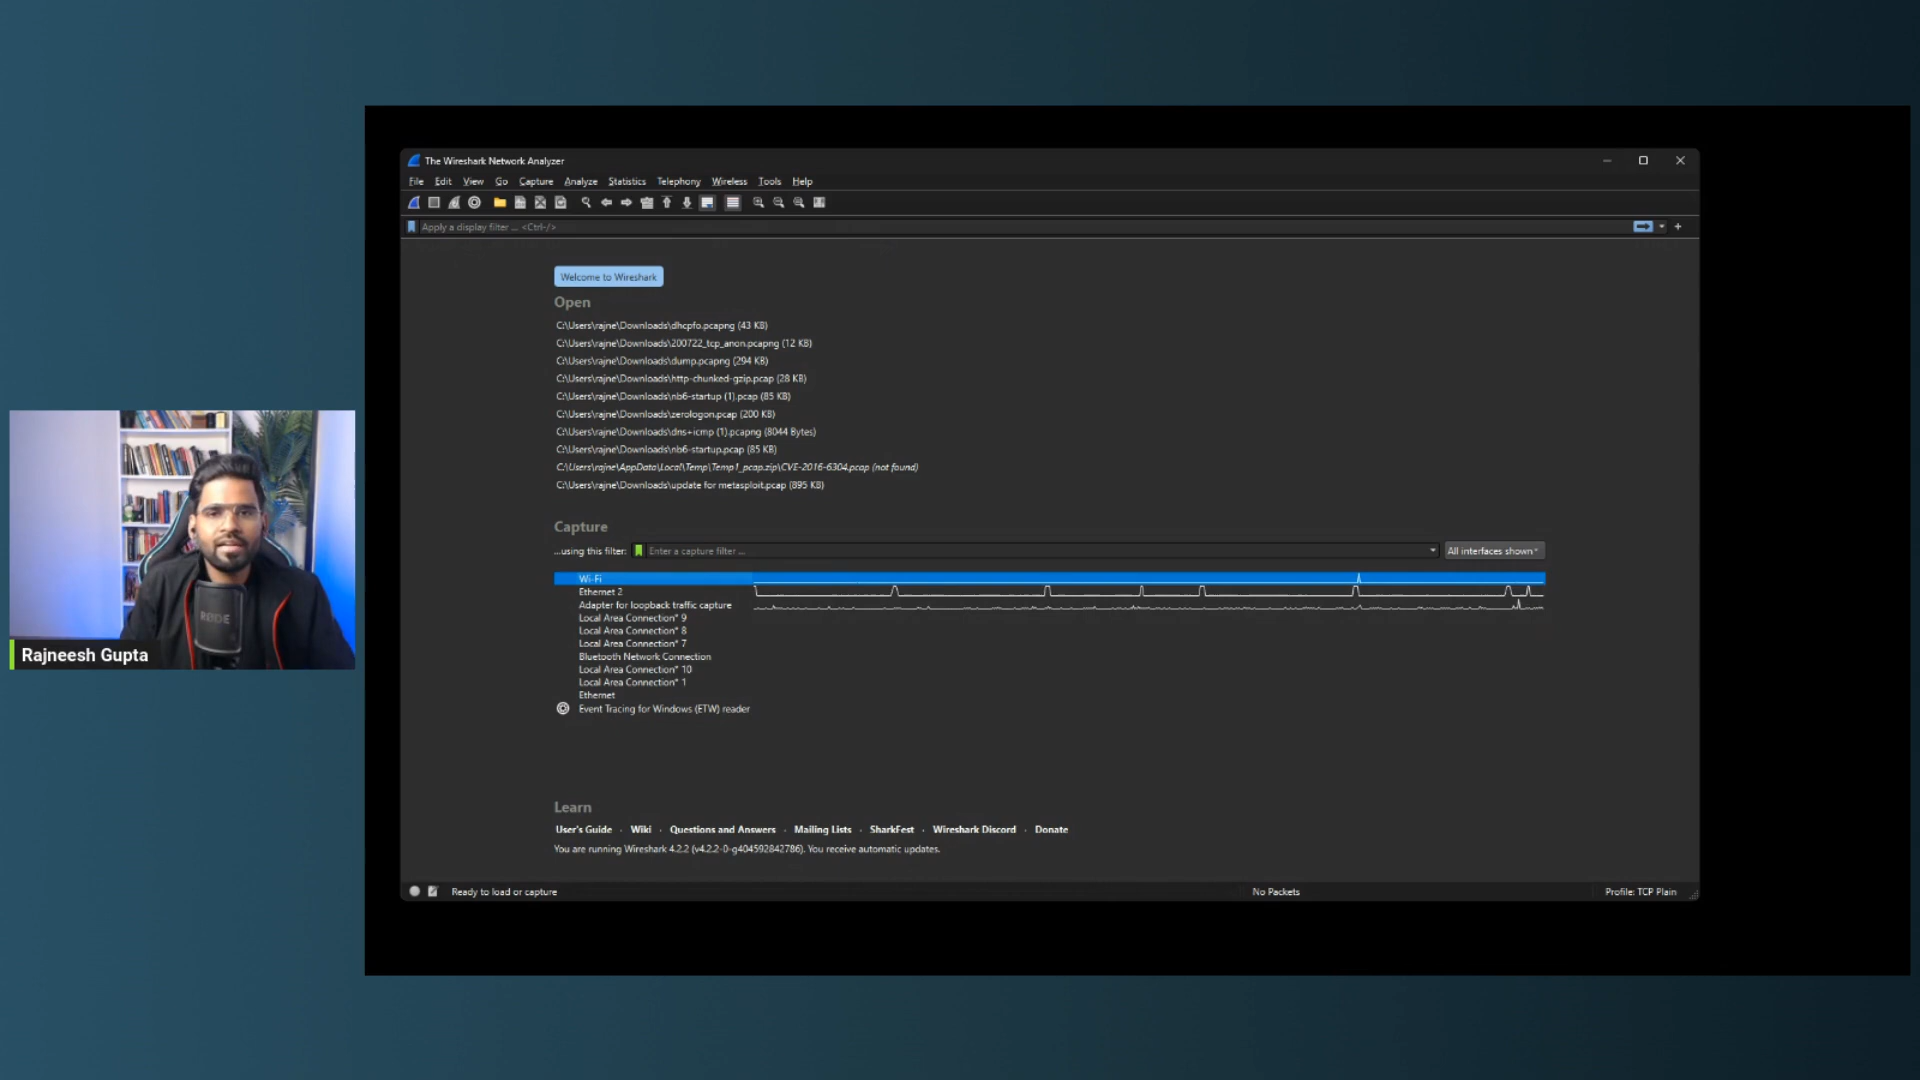 The Wireshark Network Analyzer
File Edit View Go Capture Analyze Statistics Telephony Wireless Tools Help
Apply a display filter ... <Ctrl-/>
Welcome to Wireshark
Open
C:\Users\rajne\Downloads\dhcpfo.pcapng (43 KB)
C:\Users\rajne\Downloads\200722_tcp_anon.pcapng (12 KB)
C:\Users\rajne\Downloads\dump.pcapng (294 KB)
C:\Users\rajne\Downloads\http-chunked-gzip.pcap (28 KB)
C:\Users\rajne\Downloads\nb6-startup (1).pcap (85 KB)
C:\Users\rajne\Downloads\zerologon.pcap (200 KB)
C:\Users\rajne\Downloads\dns+icmp (1).pcapng (8044 Bytes)
C:\Users\rajne\Downloads\nb6-startup.pcap (85 KB)
C:\Users\rajne\AppData\Local\Temp\Temp1_pcap.zip\CVE-2016-6304.pcap (not found)
C:\Users\rajne\Downloads\update for metasploit.pcap (895 KB)
Capture
...using this filter: Enter a capture filter ... All interfaces shown
Wi-Fi
Ethernet 2
Adapter for loopback traffic capture
Local Area Connection* 9
Local Area Connection* 8
Local Area Connection* 7
Bluetooth Network Connection
Local Area Connection* 10
Local Area Connection* 1
Ethernet
Event Tracing for Windows (ETW) reader
Learn
User's Guide · Wiki · Questions and Answers · Mailing Lists · SharkFest · Wireshark Discord · Donate
You are running Wireshark 4.2.2 (v4.2.2-0-g404592842786). You receive automatic updates.
Ready to load or capture No Packets Profile: TCP Plain
RØDE
Rajneesh Gupta